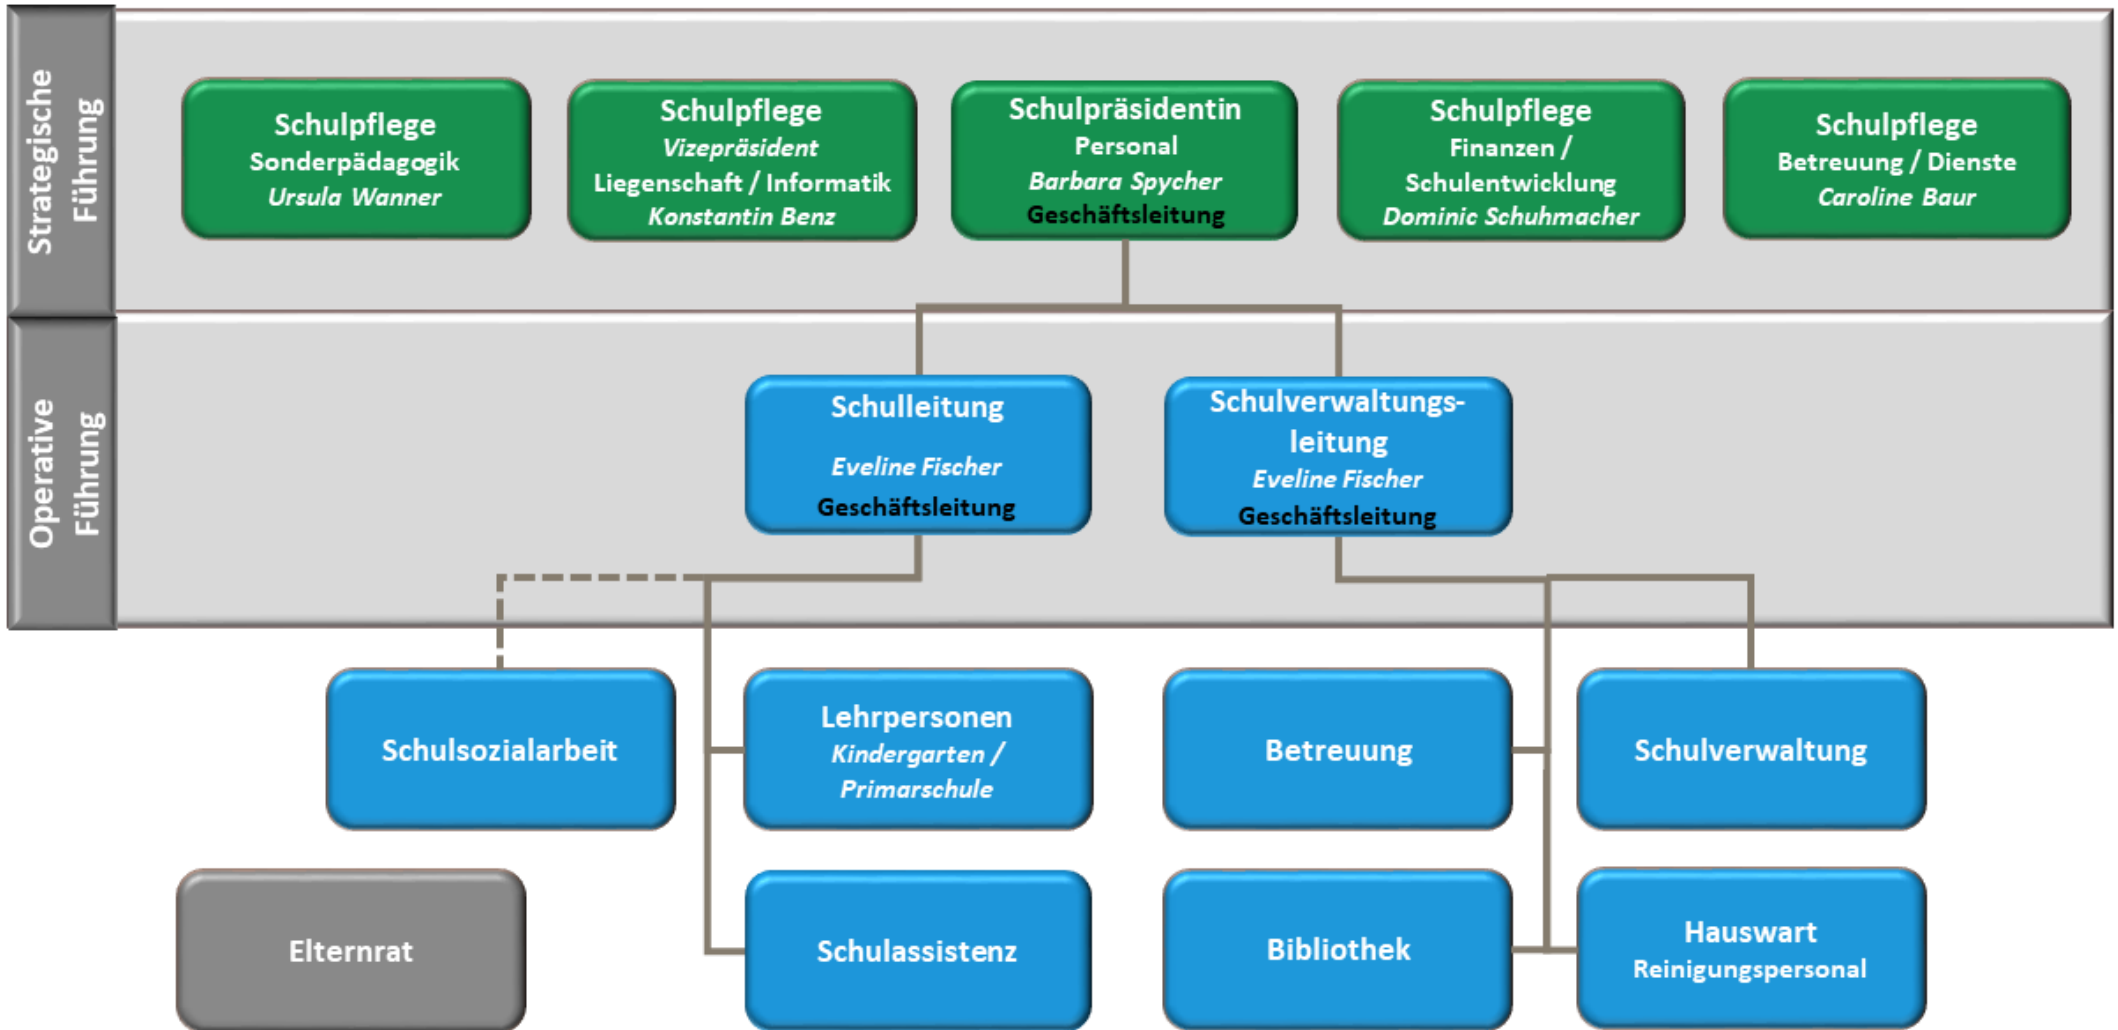 Strategische
Führung
Schulpflege
Sonderpädagogik
Ursula Wanner
Schulpflege
Vizepräsident
Liegenschaft / Informatik
Konstantin Benz
Schulpräsidentin
Personal
Barbara Spycher
Geschäftsleitung
Schulpflege
Finanzen /
Schulentwicklung
Dominic Schuhmacher
Schulpflege
Betreuung / Dienste
Caroline Baur
Operative
Führung
Schulleitung
Eveline Fischer
Geschäftsleitung
Schulverwaltungs-
leitung
Eveline Fischer
Geschäftsleitung
Schulsozialarbeit
Lehrpersonen
Kindergarten /
Primarschule
Betreuung
Schulverwaltung
Elternrat
Schulassistenz
Bibliothek
Hauswart
Reinigungspersonal